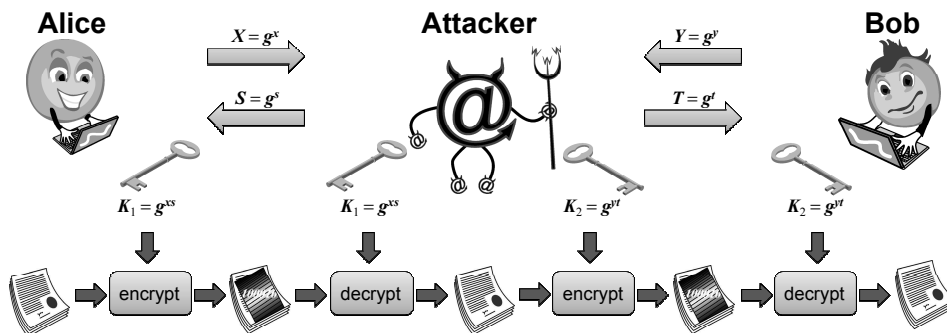 Alice
Attacker
Bob
X = g^x
Y = g^y
S = g^s
T = g^t
@
@
@
@
@
K₁ = g^xs
K₁ = g^xs
K₂ = g^yt
K₂ = g^yt
encrypt
decrypt
encrypt
decrypt